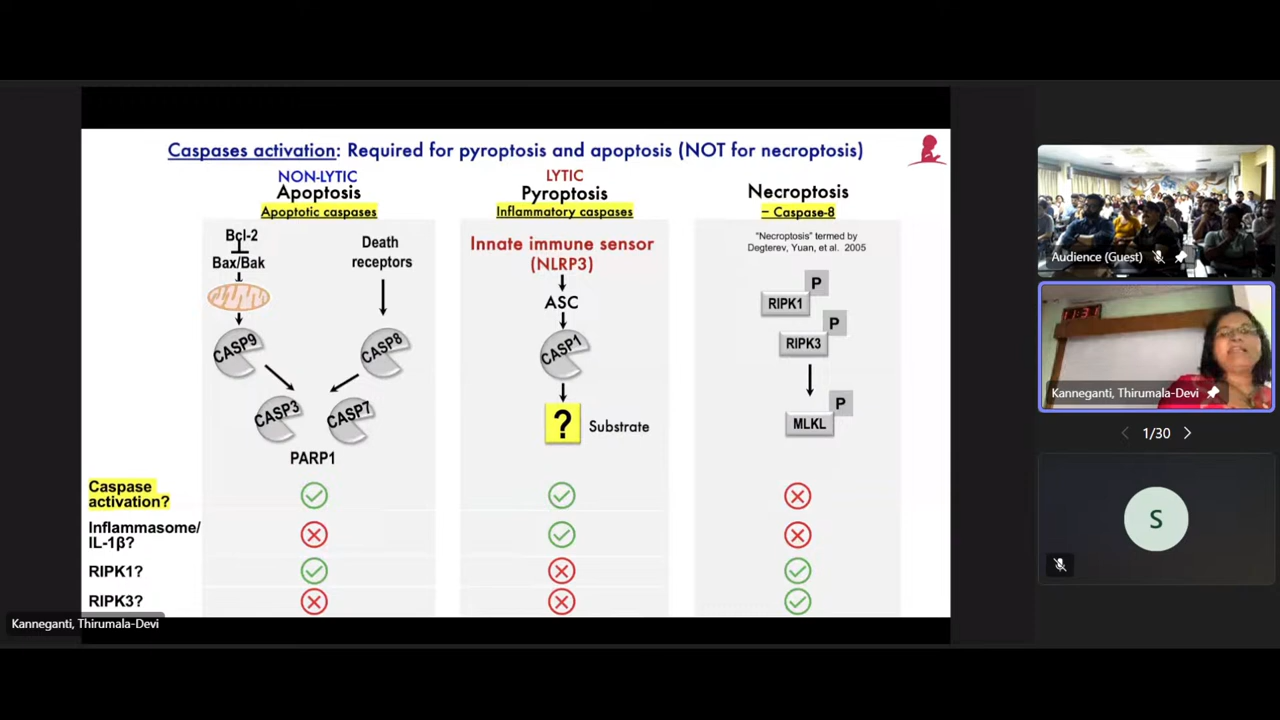 Caspases activation: Required for pyroptosis and apoptosis (NOT for necroptosis)
NON-LYTIC
Apoptosis
Apoptotic caspases
LYTIC
Pyroptosis
Inflammatory caspases
Necroptosis
– Caspase-8
Bcl-2
Bax/Bak
Death
receptors
CASP9
CASP8
CASP3
CASP7
PARP1
Innate immune sensor
(NLRP3)
ASC
CASP1
?
Substrate
"Necroptosis" termed by
Degterev, Yuan, et al. 2005
P
RIPK1
P
RIPK3
P
MLKL
Caspase
activation?
Inflammasome/
IL-1β?
RIPK1?
RIPK3?
Kanneganti, Thirumala-Devi
Audience (Guest)
11:31
Kanneganti, Thirumala-Devi
1/30
S